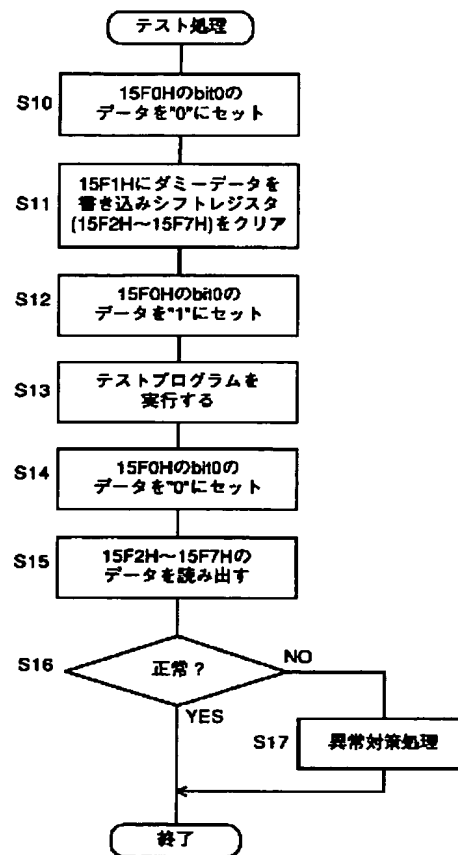 テスト処理
S10
15F0Hのbit0の
データを"0"にセット
S11
15F1Hにダミーデータを
書き込みシフトレジスタ
(15F2H〜15F7H)をクリア
S12
15F0Hのbit0の
データを"1"にセット
S13
テストプログラムを
実行する
S14
15F0Hのbit0の
データを"0"にセット
S15
15F2H〜15F7Hの
データを読み出す
S16
正常？
NO
YES
S17
異常対策処理
終了